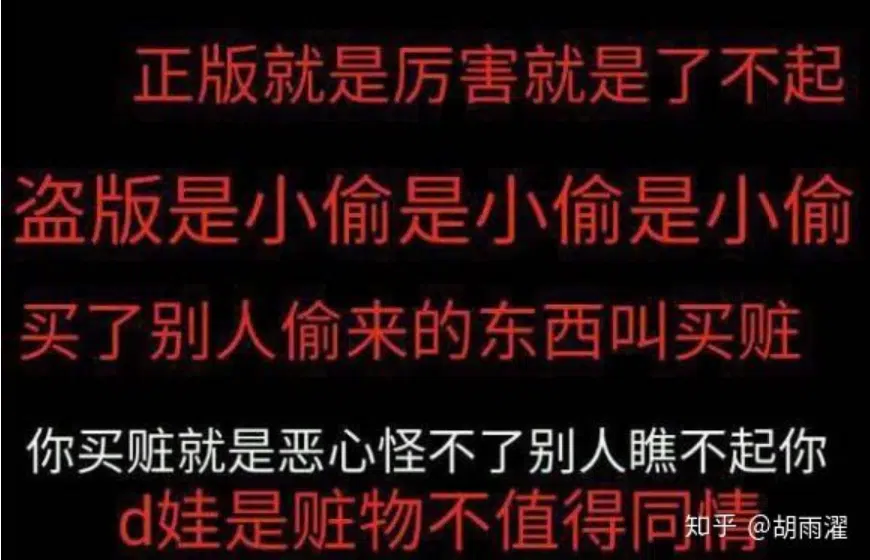 正版就是厉害就是了不起
盗版是小偷是小偷是小偷
买了别人偷来的东西叫买赃
你买赃就是恶心怪不了别人瞧不起你
d娃是赃物不值得同情
知乎 @胡雨濯